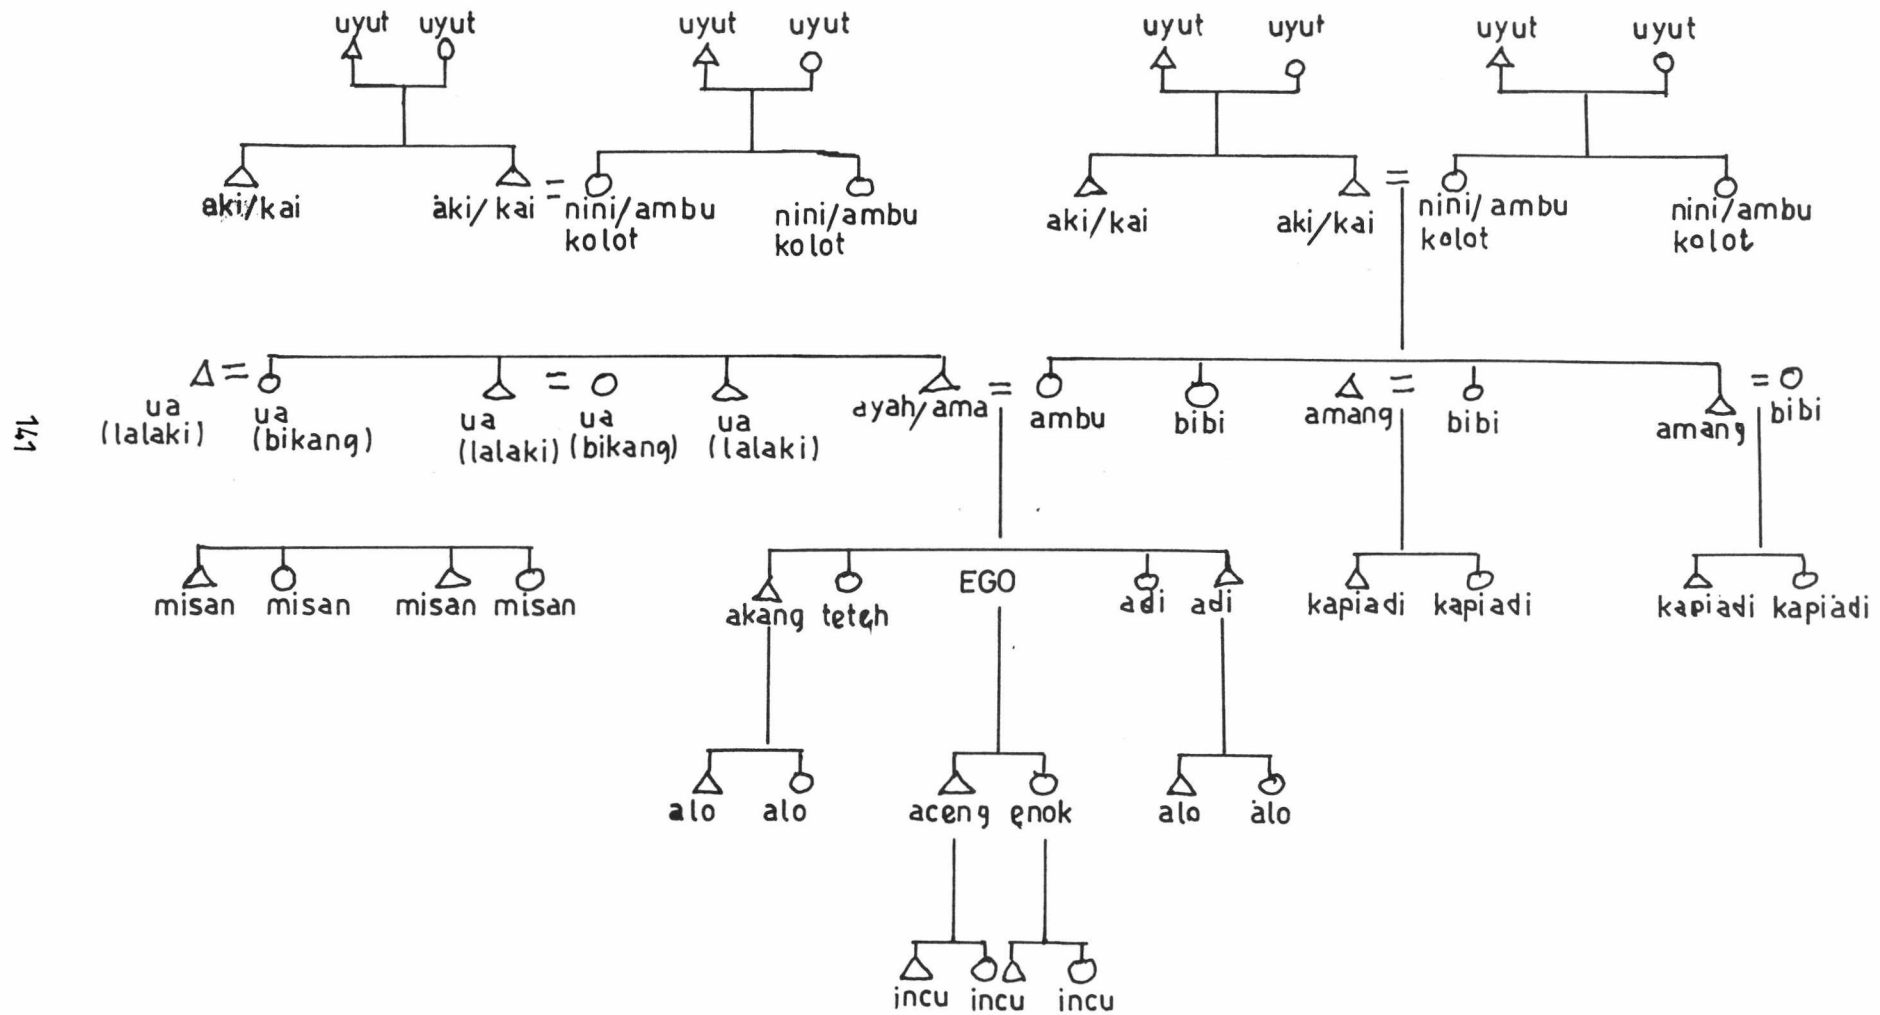 uyut uyut uyut uyut uyut uyut uyut uyut
aki/kai aki/kai nini/ambu kolot nini/ambu kolot aki/kai aki/kai nini/ambu kolot nini/ambu kolot
ua (lalaki) ua (bikang) ua (lalaki) ua (bikang) ua (lalaki) ayah/ama ambu bibi amang bibi amang bibi
141
misan misan misan misan akang teteh EGO adi adi kapiadi kapiadi kapiadi kapiadi
alo alo aceng enok alo alo
incu incu incu